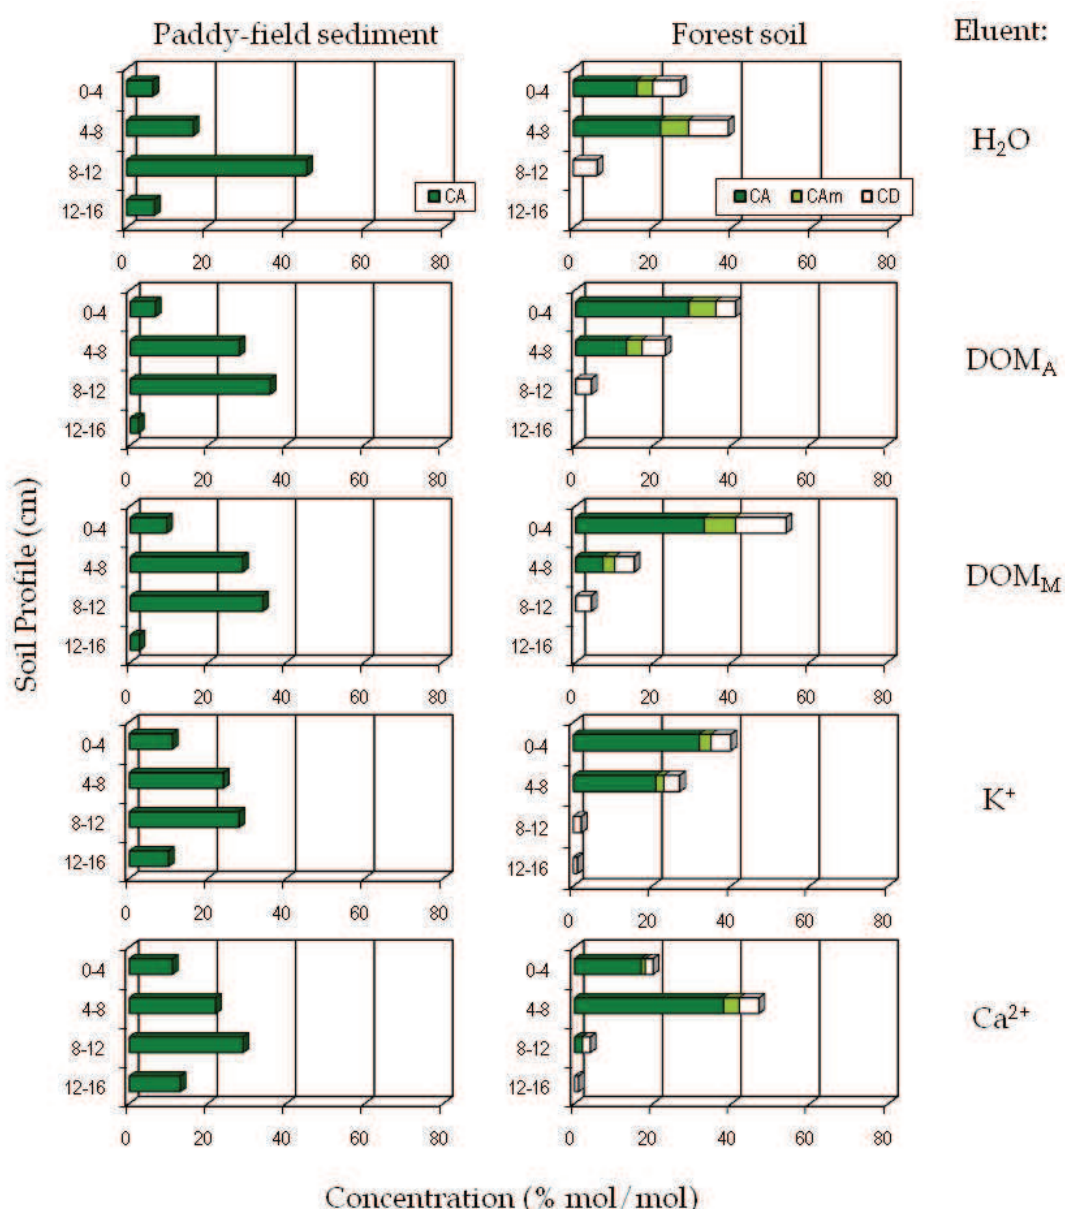 Paddy-field sediment
Forest soil
Eluent:
0-4
4-8
8-12
12-16
CA
0 20 40 60 80
0-4
4-8
8-12
12-16
CA CAm CD
0 20 40 60 80
H₂O
0-4
4-8
8-12
12-16
0 20 40 60 80
0-4
4-8
8-12
12-16
0 20 40 60 80
DOM_A
Soil Profile (cm)
0-4
4-8
8-12
12-16
0 20 40 60 80
0-4
4-8
8-12
12-16
0 20 40 60 80
DOM_M
0-4
4-8
8-12
12-16
0 20 40 60 80
0-4
4-8
8-12
12-16
0 20 40 60 80
K⁺
0-4
4-8
8-12
12-16
0 20 40 60 80
0-4
4-8
8-12
12-16
0 20 40 60 80
Ca²⁺
Concentration (% mol/mol)